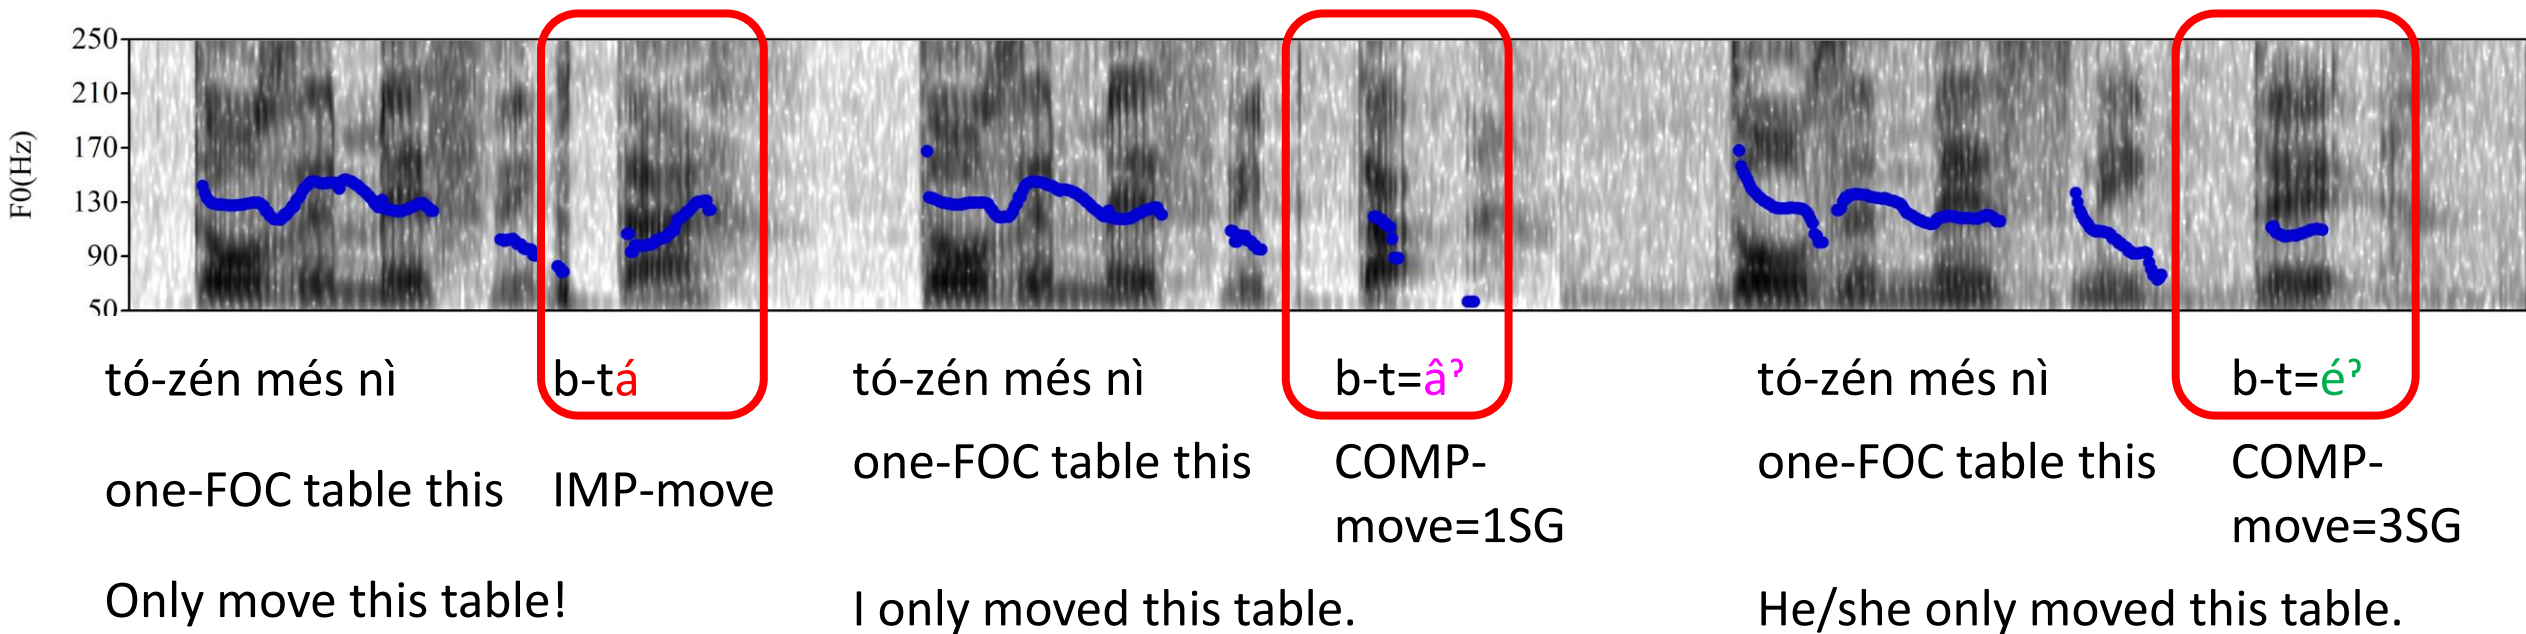 250
210
170
130
90
50
F0(Hz)
tó-zén més nì b-tá tó-zén més nì b-t=âˀ tó-zén més nì b-t=éˀ
one-FOC table this IMP-move one-FOC table this COMP-
move=1SG one-FOC table this COMP-
move=3SG
Only move this table! I only moved this table. He/she only moved this table.